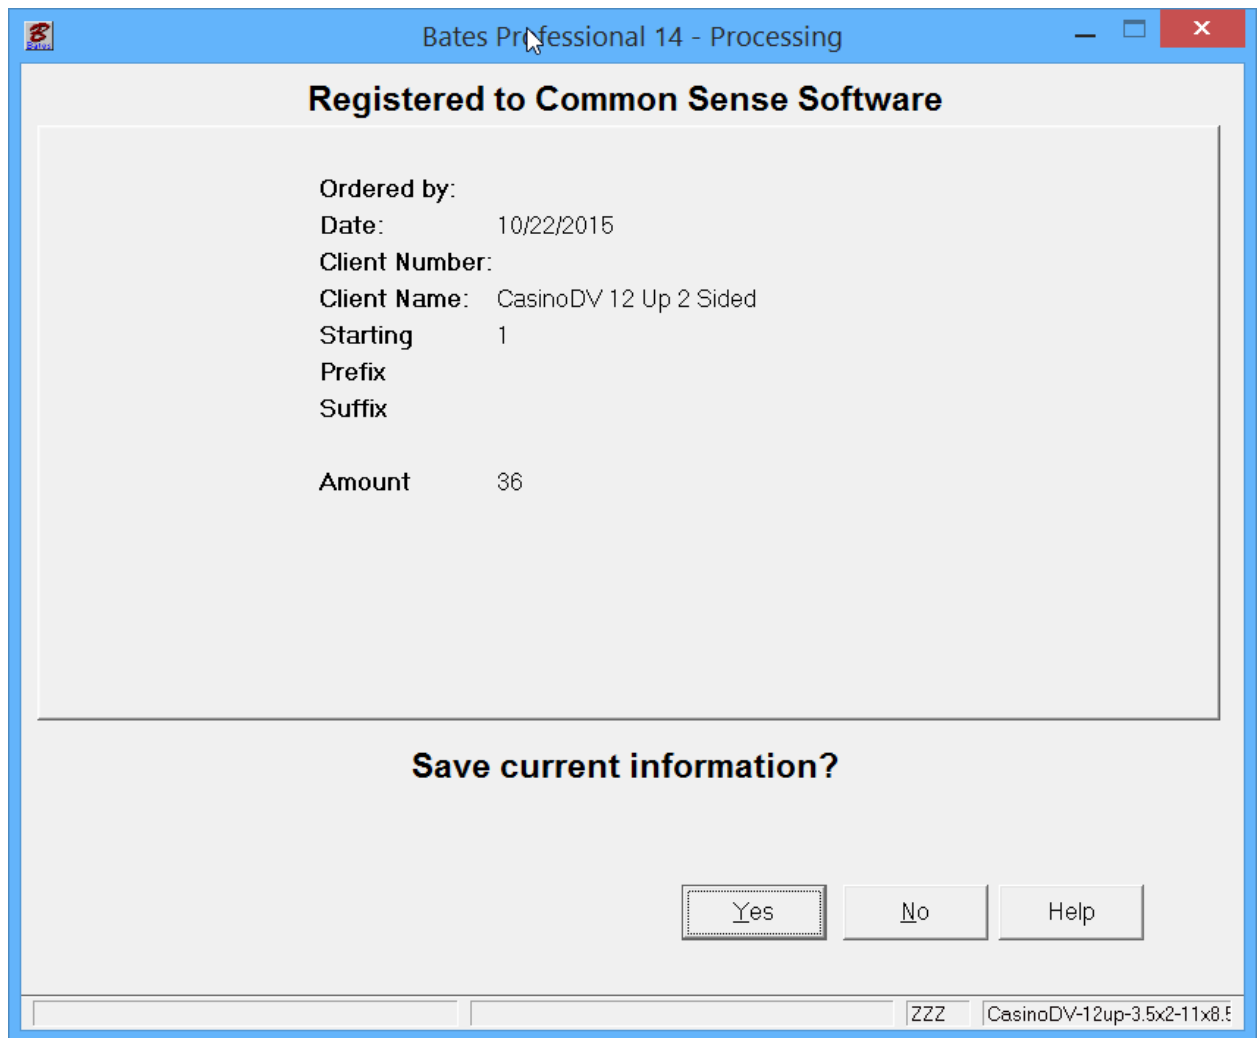 Bates
Bates Professional 14 - Processing
Registered to Common Sense Software
Ordered by:
Date: 10/22/2015
Client Number:
Client Name: CasinoDV 12 Up 2 Sided
Starting 1
Prefix
Suffix
Amount 36
Save current information?
Yes No Help
ZZZ CasinoDV-12up-3.5x2-11x8.5